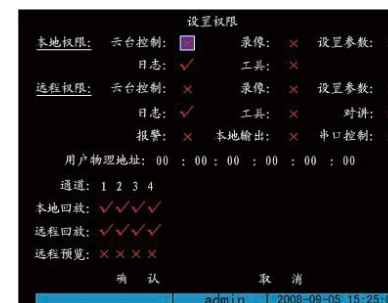 设置权限
本地权限: 云台控制: × 录像: × 设置参数:
日志: ✓ 工具: ×
远程权限: 云台控制: × 录像: × 设置参数:
日志: ✓ 工具: × 对讲:
报警: × 本地输出: × 串口控制:
用户物理地址: 00 : 00 : 00 : 00 : 00 : 00
通道: 1 2 3 4
本地回放: ✓✓✓✓
远程回放: ✓✓✓✓
远程预览: ××××
确 认 取 消
admin 2008-09-05 15:25: